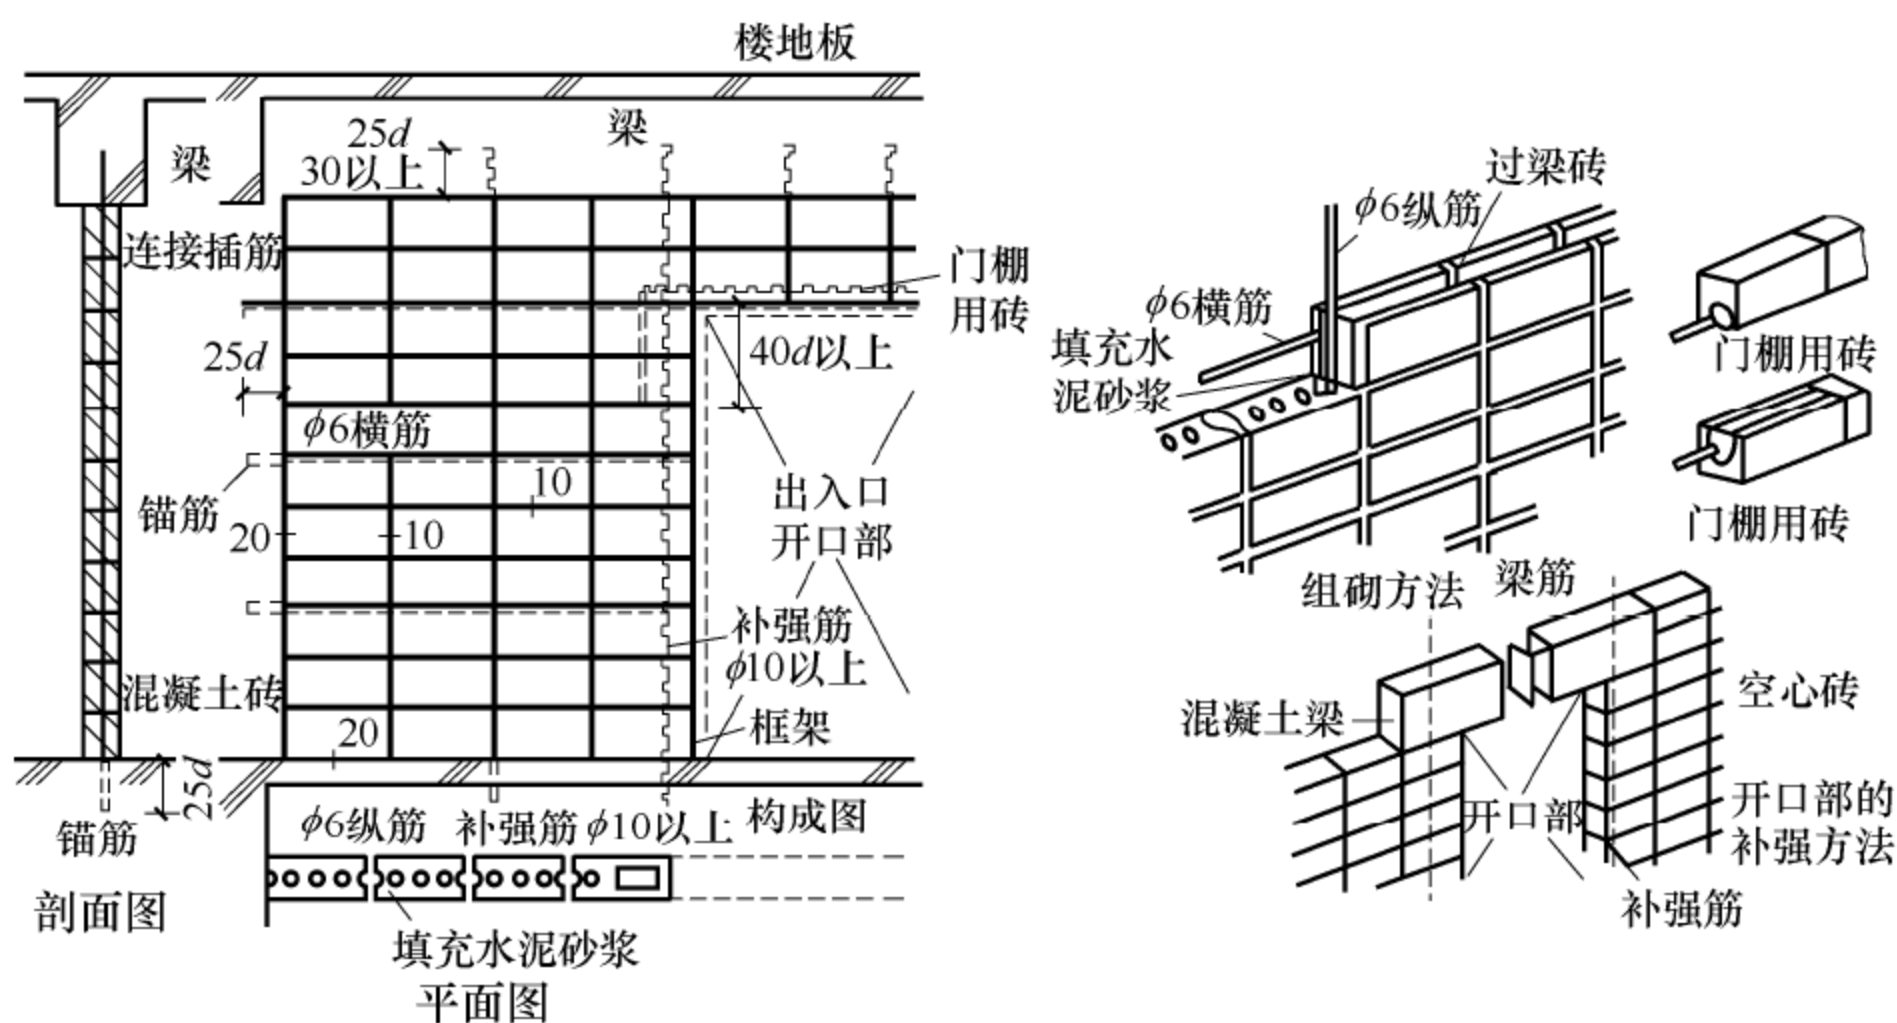 楼地板
梁
25d
30以上
梁
连接插筋
门棚
用砖
25d
40d以上
ϕ6横筋
10
锚筋
20
10
出入口
开口部
补强筋
ϕ10以上
混凝土砖
20
框架
25d
锚筋
剖面图
ϕ6纵筋
补强筋
ϕ10以上
构成图
填充水泥砂浆
平面图
过梁砖
ϕ6纵筋
ϕ6横筋
填充水
泥砂浆
门棚用砖
门棚用砖
组砌方法
梁筋
混凝土梁
空心砖
开口部
开口部的
补强方法
补强筋